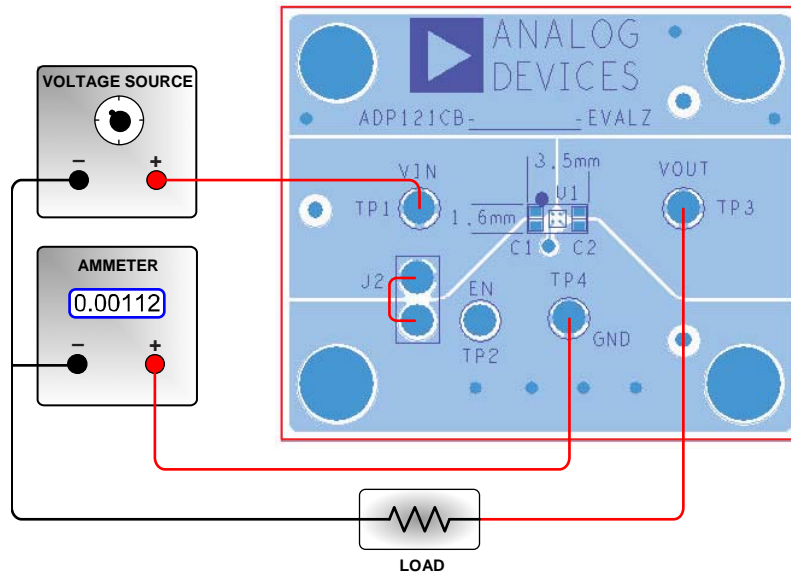 ANALOG
DEVICES
VOLTAGE SOURCE
ADP121CB-________-EVALZ
− +
VIN
3.5mm
VOUT
U1
TP1
1.6mm
TP3
C1 C2
AMMETER
0.00112
J2
EN
TP4
− +
GND
TP2
LOAD